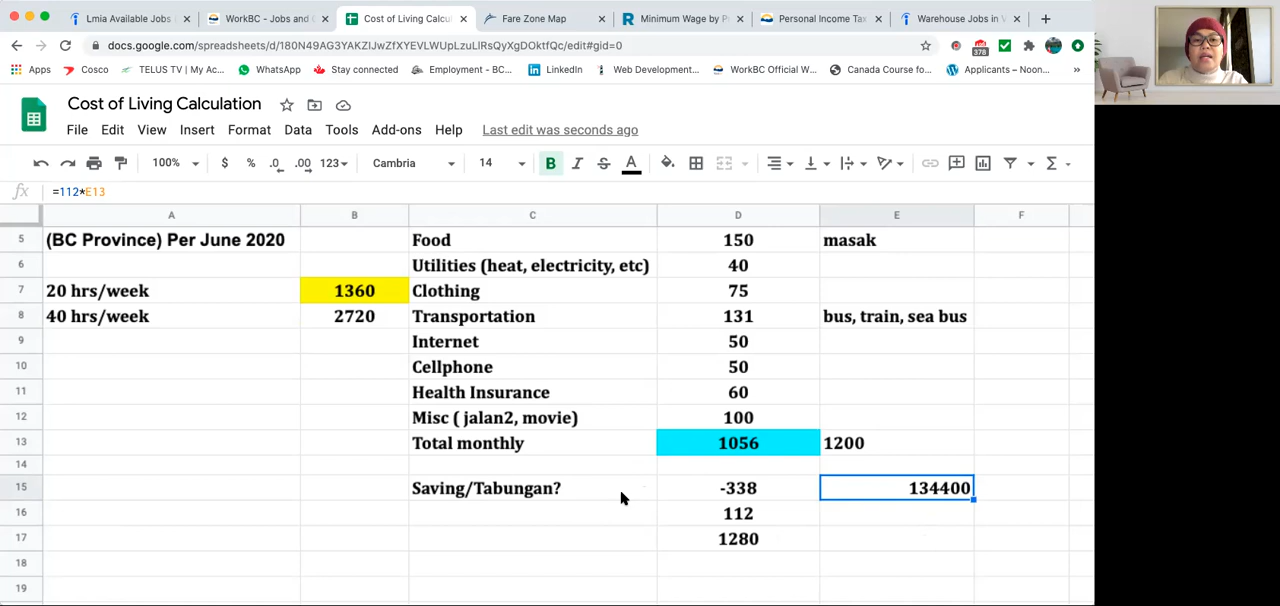 Lmia Available Jobs
WorkBC - Jobs and C
Cost of Living Calcu
Fare Zone Map
Minimum Wage by P
Personal Income Tax
Warehouse Jobs in V
docs.google.com/spreadsheets/d/180N49AG3YAKZIJwZfXYEVLWUpLzuLlRsQyXgDOktfQc/edit#gid=0
378
Apps
Cosco
TELUS TV | My Ac...
WhatsApp
Stay connected
Employment - BC...
LinkedIn
Web Development...
WorkBC Official W...
Canada Course fo...
Applicants – Noon...
Cost of Living Calculation
File Edit View Insert Format Data Tools Add-ons Help Last edit was seconds ago
100% $ % .0 .00 123 Cambria 14 B I S A
fx =112*E13
A B C D E F
5 (BC Province) Per June 2020 Food 150 masak
6 Utilities (heat, electricity, etc) 40
7 20 hrs/week 1360 Clothing 75
8 40 hrs/week 2720 Transportation 131 bus, train, sea bus
9 Internet 50
10 Cellphone 50
11 Health Insurance 60
12 Misc ( jalan2, movie) 100
13 Total monthly 1056 1200
14
15 Saving/Tabungan? -338 134400
16 112
17 1280
18
19